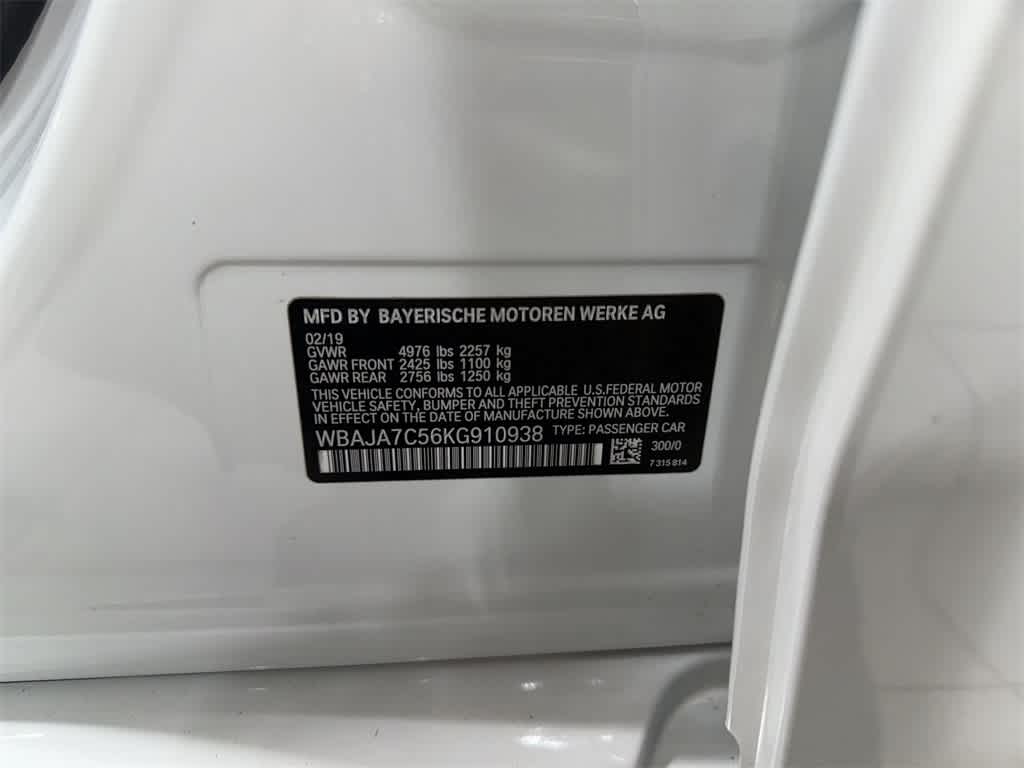 MFD BY BAYERISCHE MOTOREN WERKE AG
02/19
GVWR 4976 lbs 2257 kg
GAWR FRONT 2425 lbs 1100 kg
GAWR REAR 2756 lbs 1250 kg
THIS VEHICLE CONFORMS TO ALL APPLICABLE U.S.FEDERAL MOTOR
VEHICLE SAFETY, BUMPER AND THEFT PREVENTION STANDARDS
IN EFFECT ON THE DATE OF MANUFACTURE SHOWN ABOVE.
WBAJA7C56KG910938 TYPE: PASSENGER CAR
300/0
7 315 814